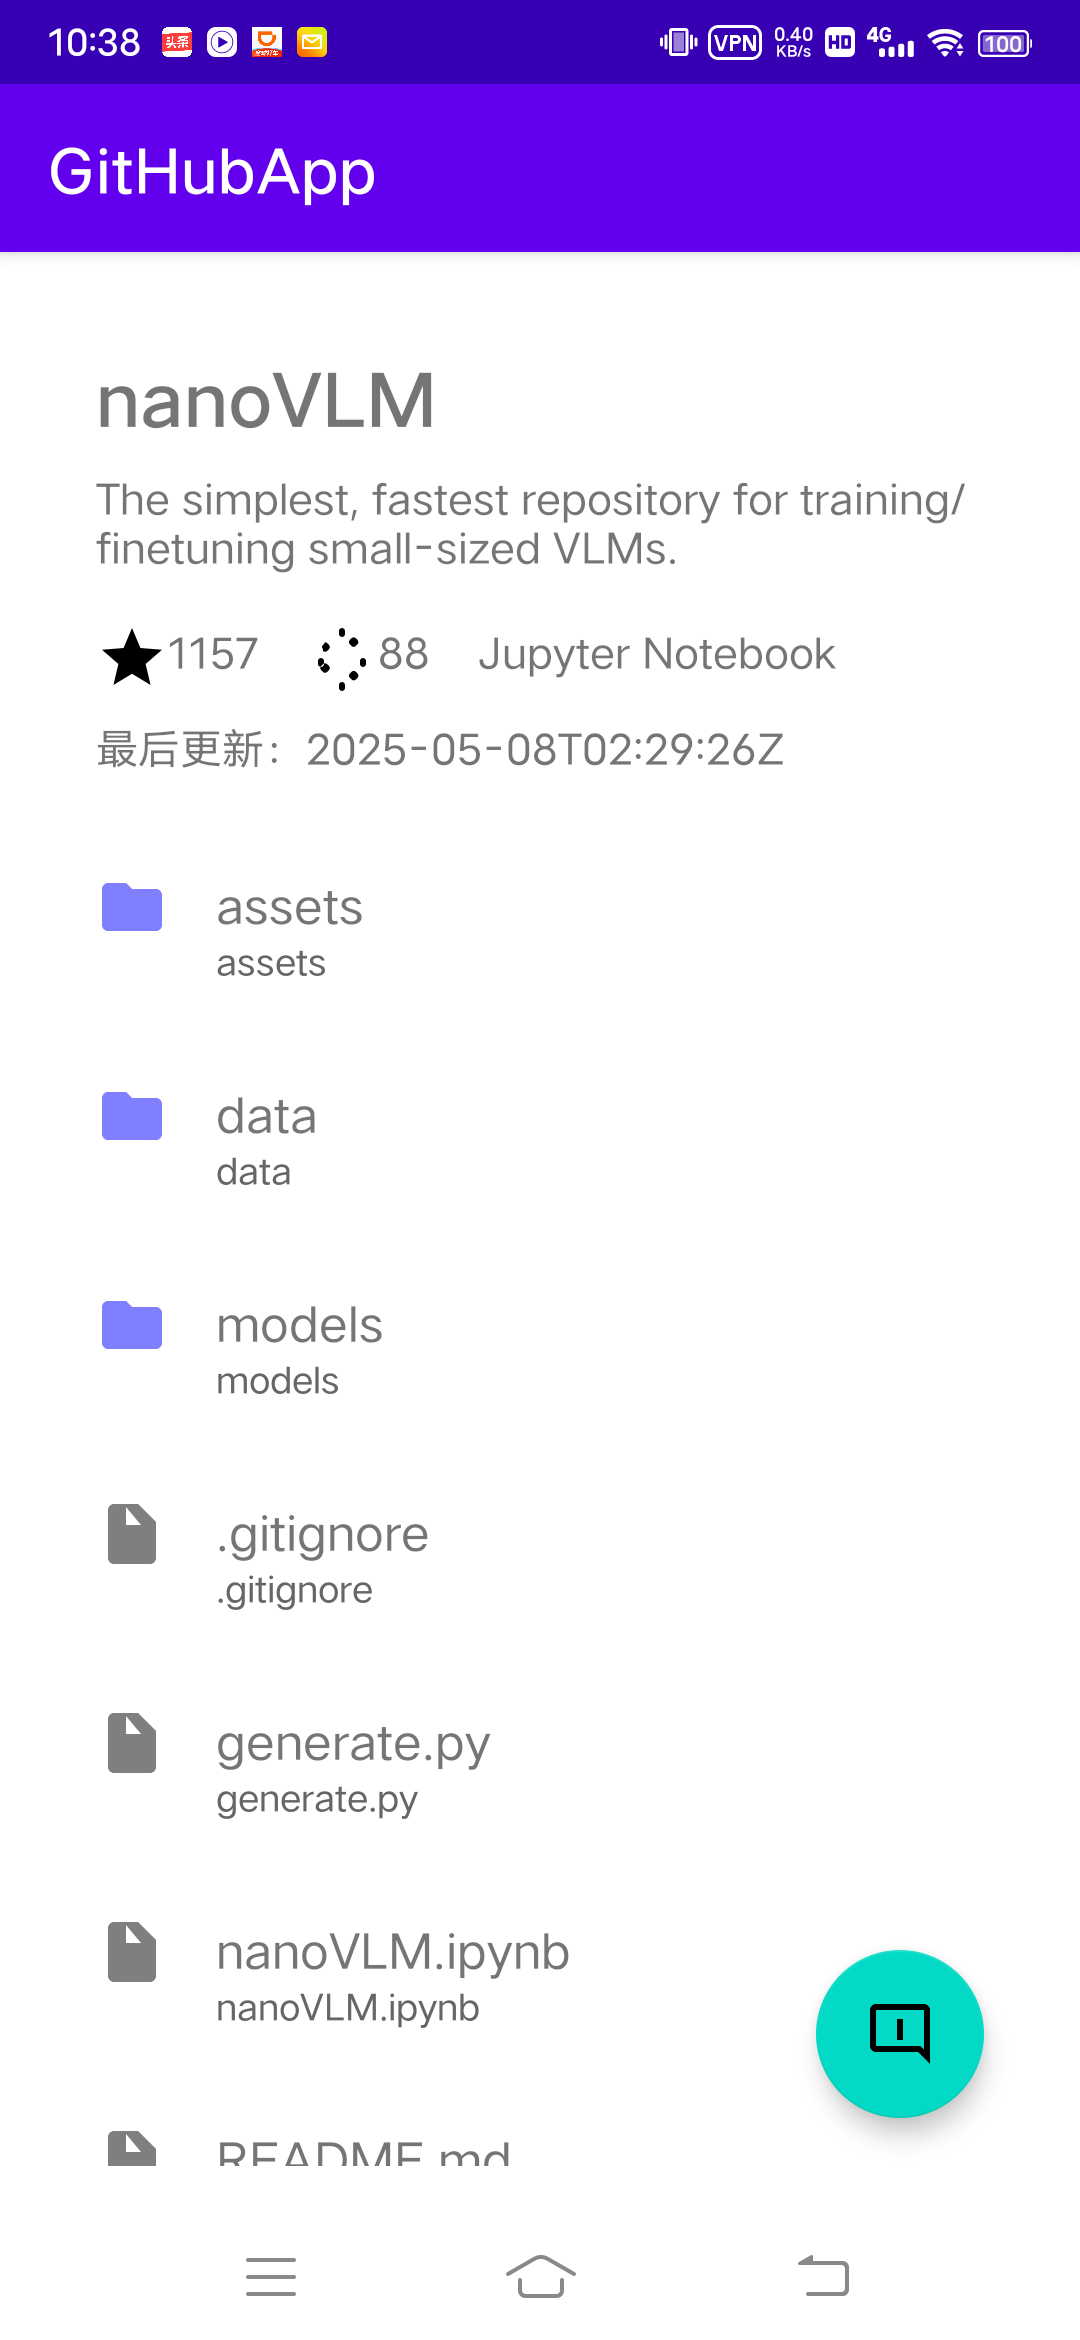 10:38 头条 VPN 0.40 KB/s HD 4G 100
GitHubApp
nanoVLM
The simplest, fastest repository for training/
finetuning small-sized VLMs.
1157 88 Jupyter Notebook
最后更新：2025-05-08T02:29:26Z
assets
assets
data
data
models
models
.gitignore
.gitignore
generate.py
generate.py
nanoVLM.ipynb
nanoVLM.ipynb
README.md